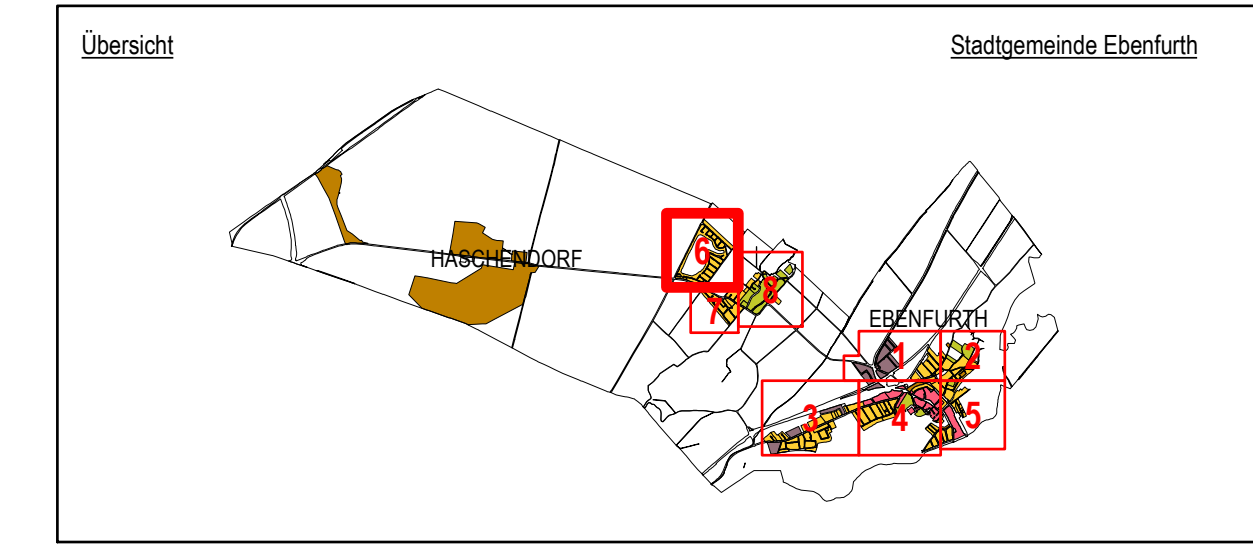 Übersicht
Stadtgemeinde Ebenfurth
6
HASCHENDORF
8
7
EBENFURTH
1
2
3
4
5